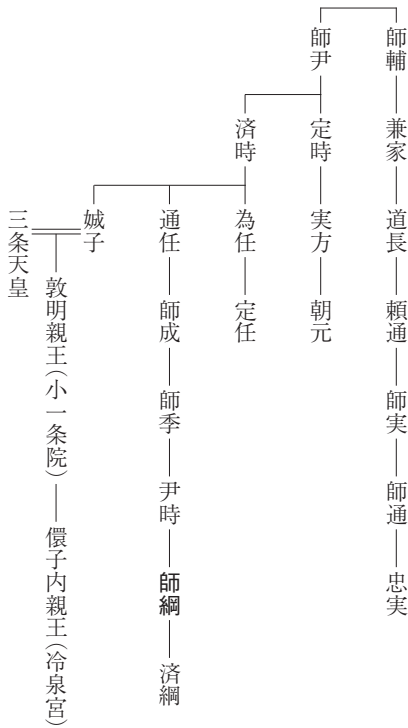 師輔 兼家 道長 頼通 師実 師通 忠実
師尹 定時 実方 朝元
済時 為任 定任
通任 師成 師季 尹時 師綱 済綱
娍子 敦明親王(小一条院) 儇子内親王(冷泉宮)
三条天皇